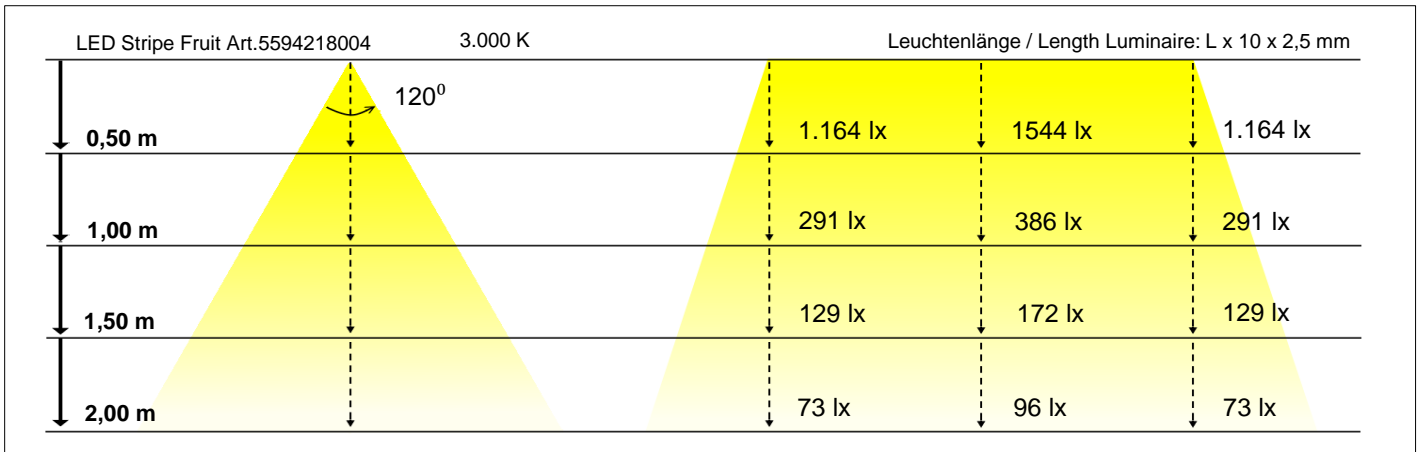 LED Stripe Fruit Art.5594218004 3.000 K Leuchtenlänge / Length Luminaire: L x 10 x 2,5 mm
120⁰
0,50 m 1.164 lx 1544 lx 1.164 lx
1,00 m 291 lx 386 lx 291 lx
1,50 m 129 lx 172 lx 129 lx
2,00 m 73 lx 96 lx 73 lx